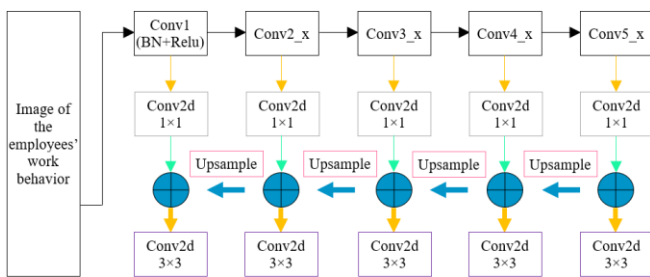 Image of
the
employees'
work
behavior
Conv1
(BN+Relu)
Conv2_x
Conv3_x
Conv4_x
Conv5_x
Conv2d
1×1
Conv2d
1×1
Conv2d
1×1
Conv2d
1×1
Conv2d
1×1
Upsample
Upsample
Upsample
Upsample
Conv2d
3×3
Conv2d
3×3
Conv2d
3×3
Conv2d
3×3
Conv2d
3×3